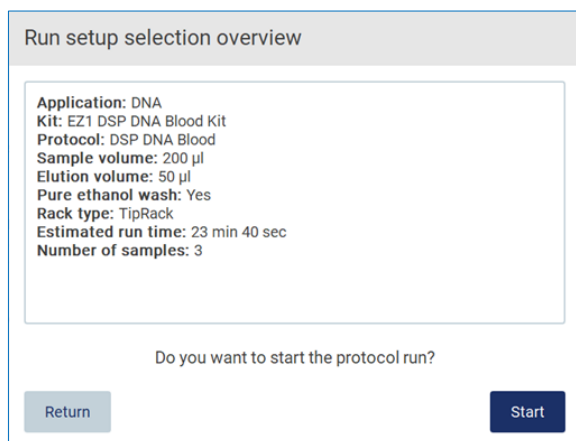 Run setup selection overview
Application: DNA
Kit: EZ1 DSP DNA Blood Kit
Protocol: DSP DNA Blood
Sample volume: 200 µl
Elution volume: 50 µl
Pure ethanol wash: Yes
Rack type: TipRack
Estimated run time: 23 min 40 sec
Number of samples: 3
Do you want to start the protocol run?
Return
Start